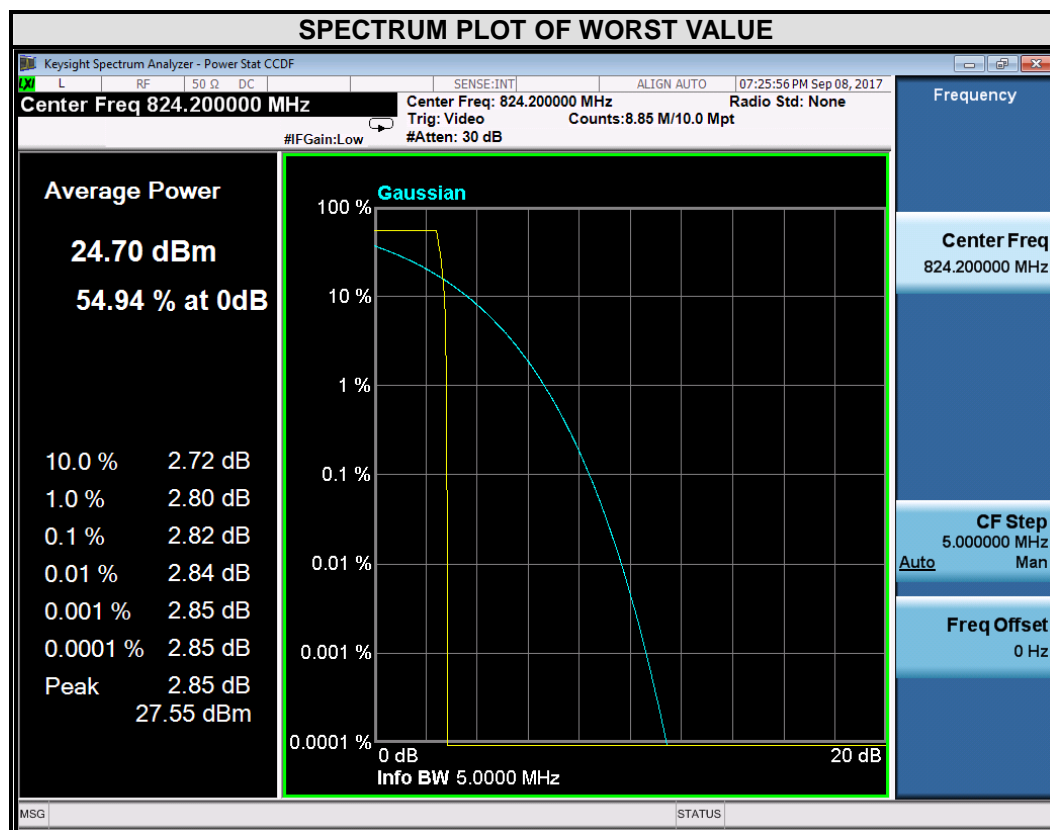 SPECTRUM PLOT OF WORST VALUE
Keysight Spectrum Analyzer - Power Stat CCDF
LXI L RF 50 Ω DC SENSE:INT ALIGN AUTO 07:25:56 PM Sep 08, 2017
Center Freq 824.200000 MHz
Center Freq: 824.200000 MHz Radio Std: None
Trig: Video Counts:8.85 M/10.0 Mpt
#IFGain:Low #Atten: 30 dB
Frequency
Average Power
24.70 dBm
54.94 % at 0dB
10.0 % 2.72 dB
1.0 % 2.80 dB
0.1 % 2.82 dB
0.01 % 2.84 dB
0.001 % 2.85 dB
0.0001 % 2.85 dB
Peak 2.85 dB
27.55 dBm
Gaussian
100 %
10 %
1 %
0.1 %
0.01 %
0.001 %
0.0001 %
0 dB 20 dB
Info BW 5.0000 MHz
Center Freq
824.200000 MHz
CF Step
5.000000 MHz
Auto Man
Freq Offset
0 Hz
MSG STATUS